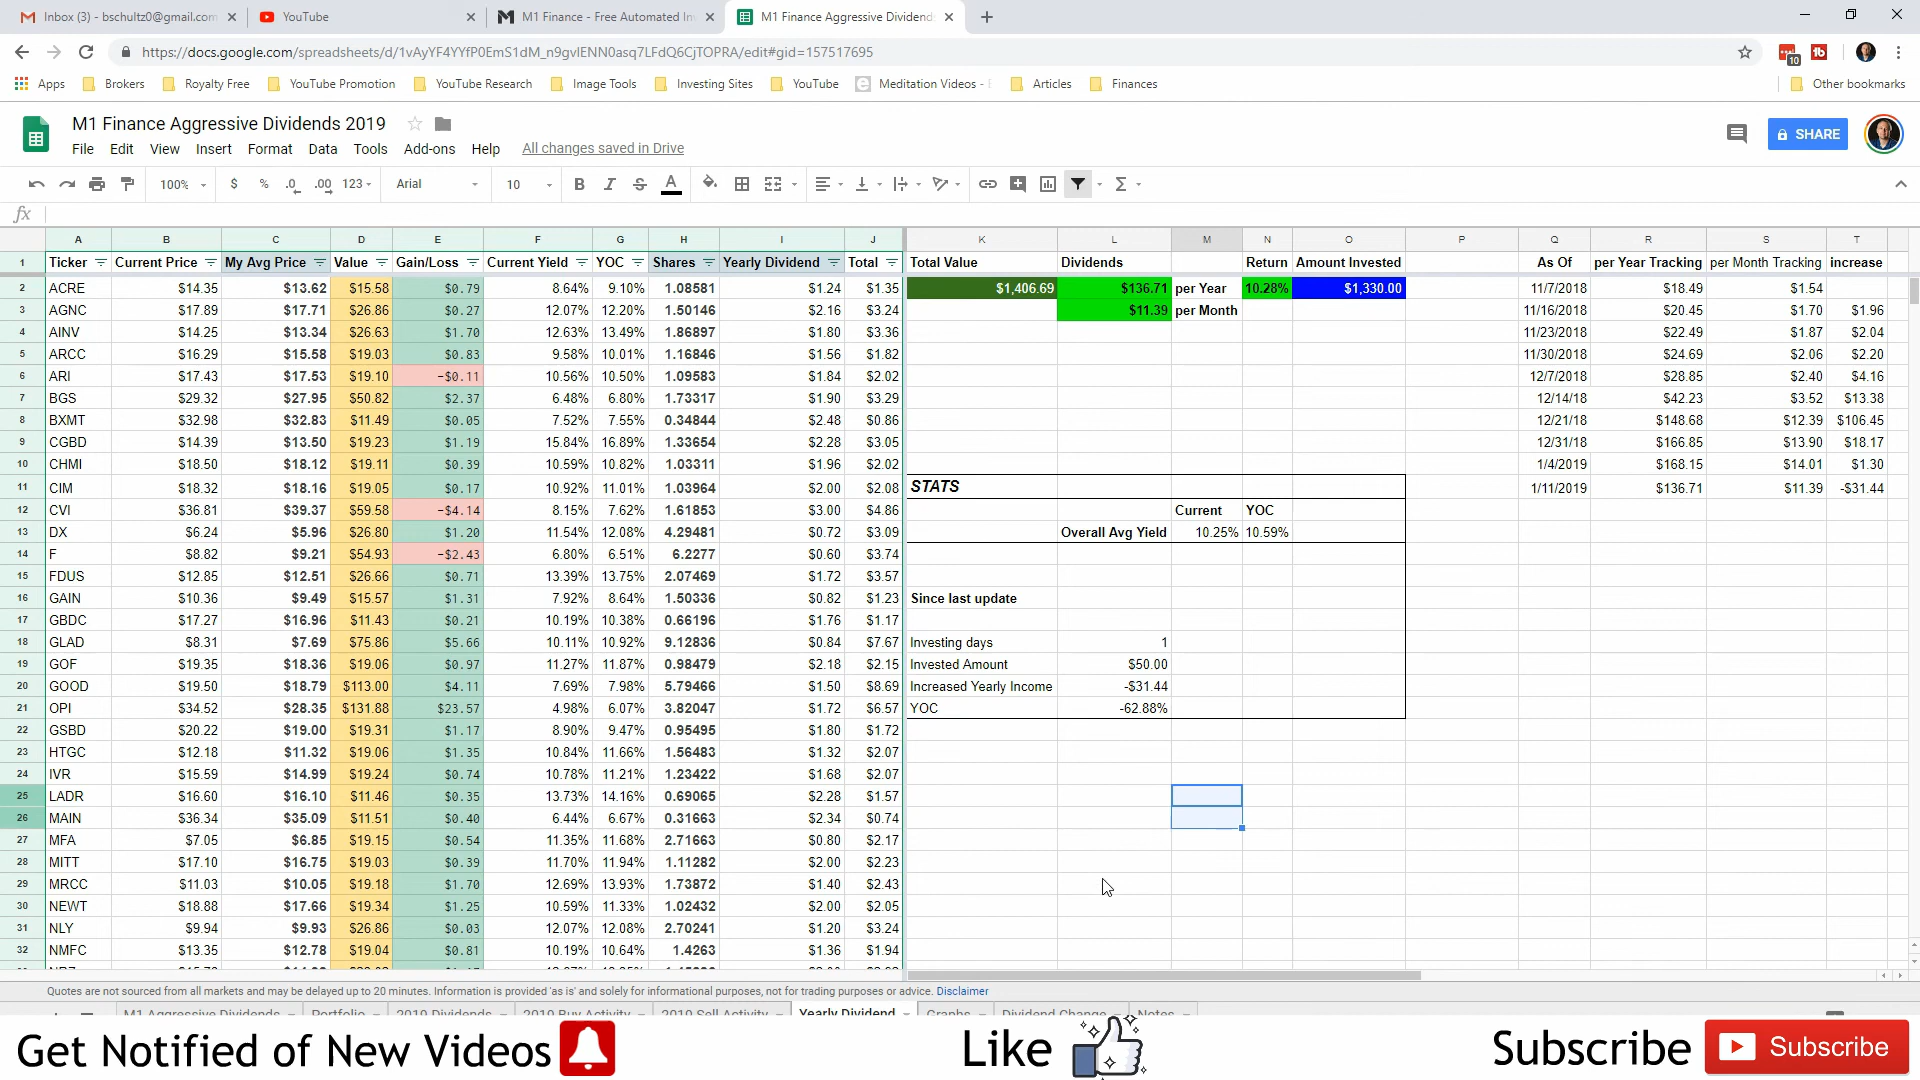 Inbox (3) - bschultz0@gmail.com
YouTube
M1 Finance - Free Automated In
M1 Finance Aggressive Dividend
https://docs.google.com/spreadsheets/d/1vAyYF4YYfP0EmS1dM_n9gvIENN0asq7LFdQ6CjTOPRA/edit#gid=157517695
10
Apps Brokers Royalty Free YouTube Promotion YouTube Research Image Tools Investing Sites YouTube Meditation Videos - Articles Finances Other bookmarks
M1 Finance Aggressive Dividends 2019
SHARE
File Edit View Insert Format Data Tools Add-ons Help All changes saved in Drive
100% $ % .0 .00 123 Arial 10 B I S A
fx
A B C D E F G H I J K L M N O P Q R S T
1 Ticker Current Price My Avg Price Value Gain/Loss Current Yield YOC Shares Yearly Dividend Total Total Value Dividends Return Amount Invested As Of per Year Tracking per Month Tracking increase
2 ACRE $14.35 $13.62 $15.58 $0.79 8.64% 9.10% 1.08581 $1.24 $1.35 $1,406.69 $136.71 per Year 10.28% $1,330.00 11/7/2018 $18.49 $1.54
3 AGNC $17.89 $17.71 $26.86 $0.27 12.07% 12.20% 1.50146 $2.16 $3.24 $11.39 per Month 11/16/2018 $20.45 $1.70 $1.96
4 AINV $14.25 $13.34 $26.63 $1.70 12.63% 13.49% 1.86897 $1.80 $3.36 11/23/2018 $22.49 $1.87 $2.04
5 ARCC $16.29 $15.58 $19.03 $0.83 9.58% 10.01% 1.16846 $1.56 $1.82 11/30/2018 $24.69 $2.06 $2.20
6 ARI $17.43 $17.53 $19.10 -$0.11 10.56% 10.50% 1.09583 $1.84 $2.02 12/7/2018 $28.85 $2.40 $4.16
7 BGS $29.32 $27.95 $50.82 $2.37 6.48% 6.80% 1.73317 $1.90 $3.29 12/14/18 $42.23 $3.52 $13.38
8 BXMT $32.98 $32.83 $11.49 $0.05 7.52% 7.55% 0.34844 $2.48 $0.86 12/21/18 $148.68 $12.39 $106.45
9 CGBD $14.39 $13.50 $19.23 $1.19 15.84% 16.89% 1.33654 $2.28 $3.05 12/31/18 $166.85 $13.90 $18.17
10 CHMI $18.50 $18.12 $19.11 $0.39 10.59% 10.82% 1.03311 $1.96 $2.02 1/4/2019 $168.15 $14.01 $1.30
11 CIM $18.32 $18.16 $19.05 $0.17 10.92% 11.01% 1.03964 $2.00 $2.08 STATS 1/11/2019 $136.71 $11.39 -$31.44
12 CVI $36.81 $39.37 $59.58 -$4.14 8.15% 7.62% 1.61853 $3.00 $4.86 Current YOC
13 DX $6.24 $5.96 $26.80 $1.20 11.54% 12.08% 4.29481 $0.72 $3.09 Overall Avg Yield 10.25% 10.59%
14 F $8.82 $9.21 $54.93 -$2.43 6.80% 6.51% 6.2277 $0.60 $3.74
15 FDUS $12.85 $12.51 $26.66 $0.71 13.39% 13.75% 2.07469 $1.72 $3.57
16 GAIN $10.36 $9.49 $15.57 $1.31 7.92% 8.64% 1.50336 $0.82 $1.23 Since last update
17 GBDC $17.27 $16.96 $11.43 $0.21 10.19% 10.38% 0.66196 $1.76 $1.17
18 GLAD $8.31 $7.69 $75.86 $5.66 10.11% 10.92% 9.12836 $0.84 $7.67 Investing days 1
19 GOF $19.35 $18.36 $19.06 $0.97 11.27% 11.87% 0.98479 $2.18 $2.15 Invested Amount $50.00
20 GOOD $19.50 $18.79 $113.00 $4.11 7.69% 7.98% 5.79466 $1.50 $8.69 Increased Yearly Income -$31.44
21 OPI $34.52 $28.35 $131.88 $23.57 4.98% 6.07% 3.82047 $1.72 $6.57 YOC -62.88%
22 GSBD $20.22 $19.00 $19.31 $1.17 8.90% 9.47% 0.95495 $1.80 $1.72
23 HTGC $12.18 $11.32 $19.06 $1.35 10.84% 11.66% 1.56483 $1.32 $2.07
24 IVR $15.59 $14.99 $19.24 $0.74 10.78% 11.21% 1.23422 $1.68 $2.07
25 LADR $16.60 $16.10 $11.46 $0.35 13.73% 14.16% 0.69065 $2.28 $1.57
26 MAIN $36.34 $35.09 $11.51 $0.40 6.44% 6.67% 0.31663 $2.34 $0.74
27 MFA $7.05 $6.85 $19.15 $0.54 11.35% 11.68% 2.71663 $0.80 $2.17
28 MITT $17.10 $16.75 $19.03 $0.39 11.70% 11.94% 1.11282 $2.00 $2.23
29 MRCC $11.03 $10.05 $19.18 $1.70 12.69% 13.93% 1.73872 $1.40 $2.43
30 NEWT $18.88 $17.66 $19.34 $1.25 10.59% 11.33% 1.02432 $2.00 $2.05
31 NLY $9.94 $9.93 $26.86 $0.03 12.07% 12.08% 2.70241 $1.20 $3.24
32 NMFC $13.35 $12.78 $19.04 $0.81 10.19% 10.64% 1.4263 $1.36 $1.94
Quotes are not sourced from all markets and may be delayed up to 20 minutes. Information is provided 'as is' and solely for informational purposes, not for trading purposes or advice. Disclaimer
M1 Aggressive Dividends Portfolio 2019 Dividends 2019 Buy Activity 2019 Sell Activity Yearly Dividend Graphs Dividend Change Notes
Get Notified of New Videos Like Subscribe Subscribe